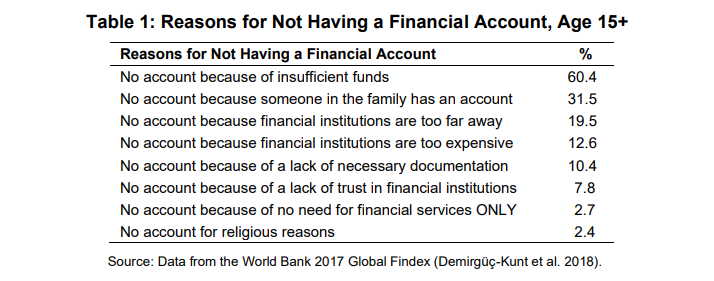 Table 1: Reasons for Not Having a Financial Account, Age 15+
Reasons for Not Having a Financial Account %
No account because of insufficient funds 60.4
No account because someone in the family has an account 31.5
No account because financial institutions are too far away 19.5
No account because financial institutions are too expensive 12.6
No account because of a lack of necessary documentation 10.4
No account because of a lack of trust in financial institutions 7.8
No account because of no need for financial services ONLY 2.7
No account for religious reasons 2.4
Source: Data from the World Bank 2017 Global Findex (Demirgüç-Kunt et al. 2018).